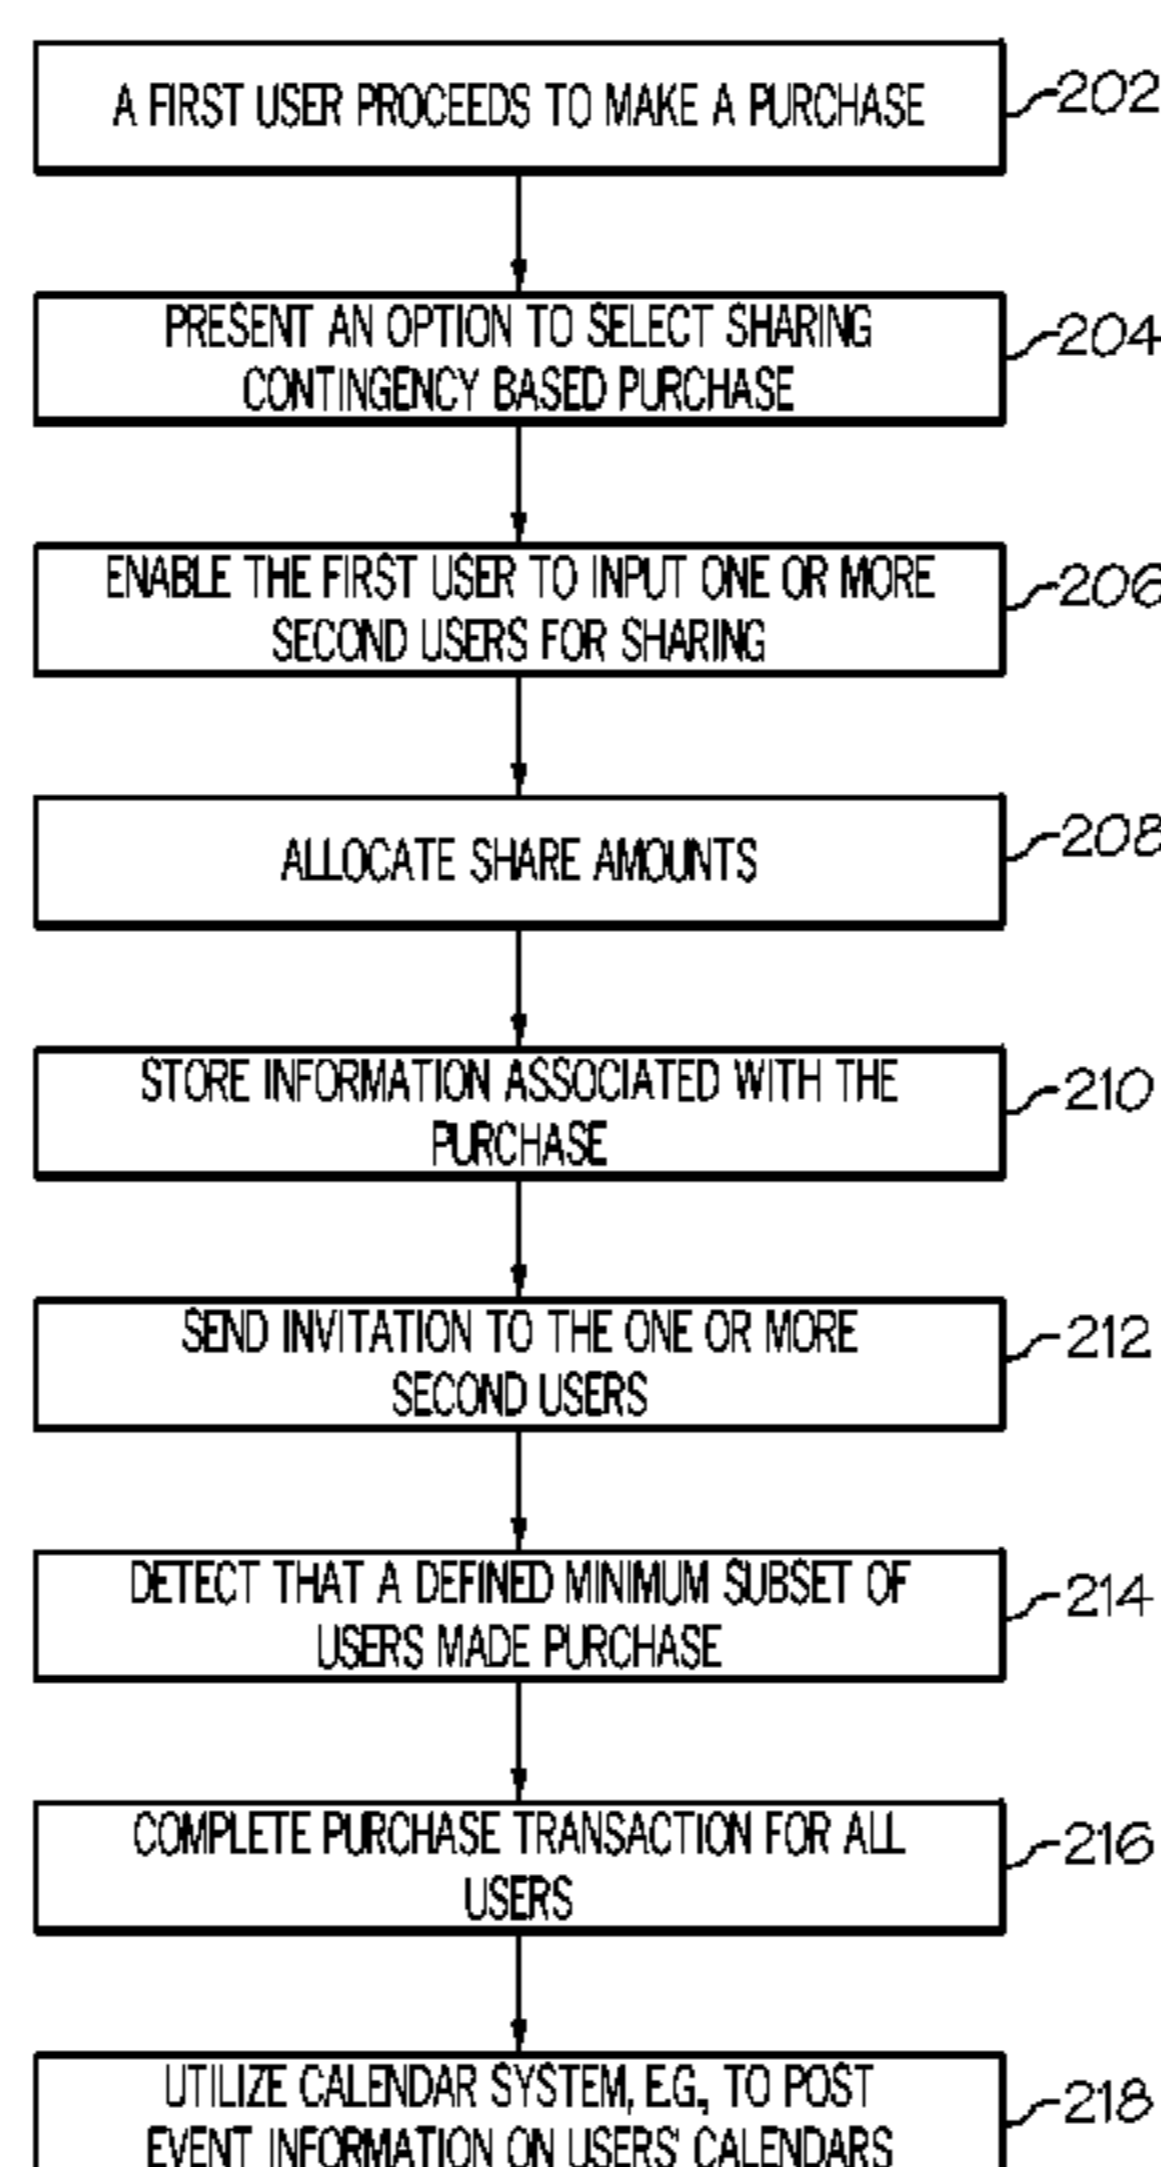 A FIRST USER PROCEEDS TO MAKE A PURCHASE
202
PRESENT AN OPTION TO SELECT SHARING
CONTINGENCY BASED PURCHASE
204
ENABLE THE FIRST USER TO INPUT ONE OR MORE
SECOND USERS FOR SHARING
206
ALLOCATE SHARE AMOUNTS
208
STORE INFORMATION ASSOCIATED WITH THE
PURCHASE
210
SEND INVITATION TO THE ONE OR MORE
SECOND USERS
212
DETECT THAT A DEFINED MINIMUM SUBSET OF
USERS MADE PURCHASE
214
COMPLETE PURCHASE TRANSACTION FOR ALL
USERS
216
UTILIZE CALENDAR SYSTEM, E.G., TO POST
EVENT INFORMATION ON USERS' CALENDARS
218